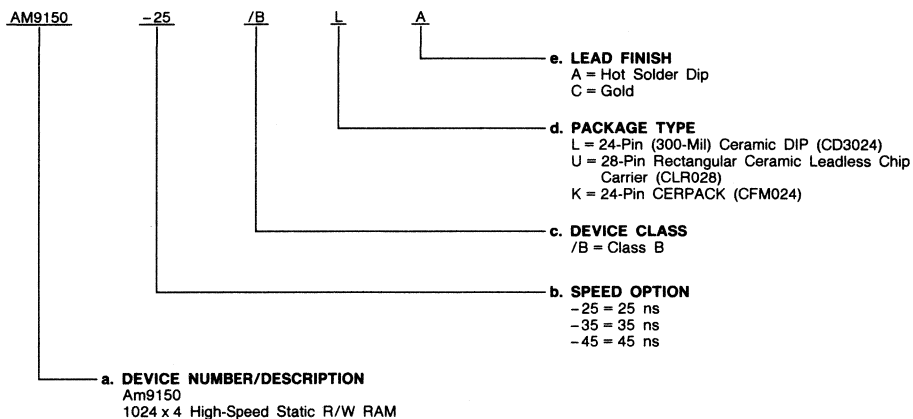 AM9150 -25 /B L A
e. LEAD FINISH
A = Hot Solder Dip
C = Gold
d. PACKAGE TYPE
L = 24-Pin (300-Mil) Ceramic DIP (CD3024)
U = 28-Pin Rectangular Ceramic Leadless Chip
Carrier (CLR028)
K = 24-Pin CERPACK (CFM024)
c. DEVICE CLASS
/B = Class B
b. SPEED OPTION
-25 = 25 ns
-35 = 35 ns
-45 = 45 ns
a. DEVICE NUMBER/DESCRIPTION
Am9150
1024 x 4 High-Speed Static R/W RAM